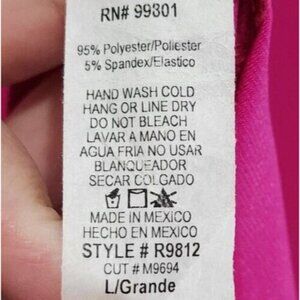 RN# 99301
95% Polyester/Poliester
5% Spandex/Elastico
HAND WASH COLD
HANG OR LINE DRY
DO NOT BLEACH
LAVAR A MANO EN
AGUA FRIA NO USAR
BLANQUEADOR
SECAR COLGADO
MADE IN MEXICO
HECHO EN MEXICO
STYLE # R9812
CUT # M9694
L/Grande